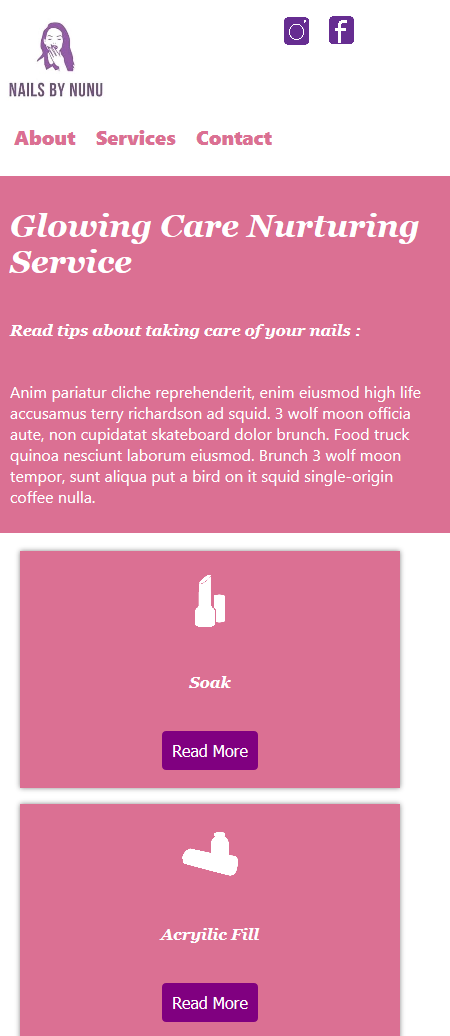 NAILS BY NUNU
About Services Contact
Glowing Care Nurturing
Service
Read tips about taking care of your nails :
Anim pariatur cliche reprehenderit, enim eiusmod high life
accusamus terry richardson ad squid. 3 wolf moon officia
aute, non cupidatat skateboard dolor brunch. Food truck
quinoa nesciunt laborum eiusmod. Brunch 3 wolf moon
tempor, sunt aliqua put a bird on it squid single-origin
coffee nulla.
Soak
Read More
Acryilic Fill
Read More